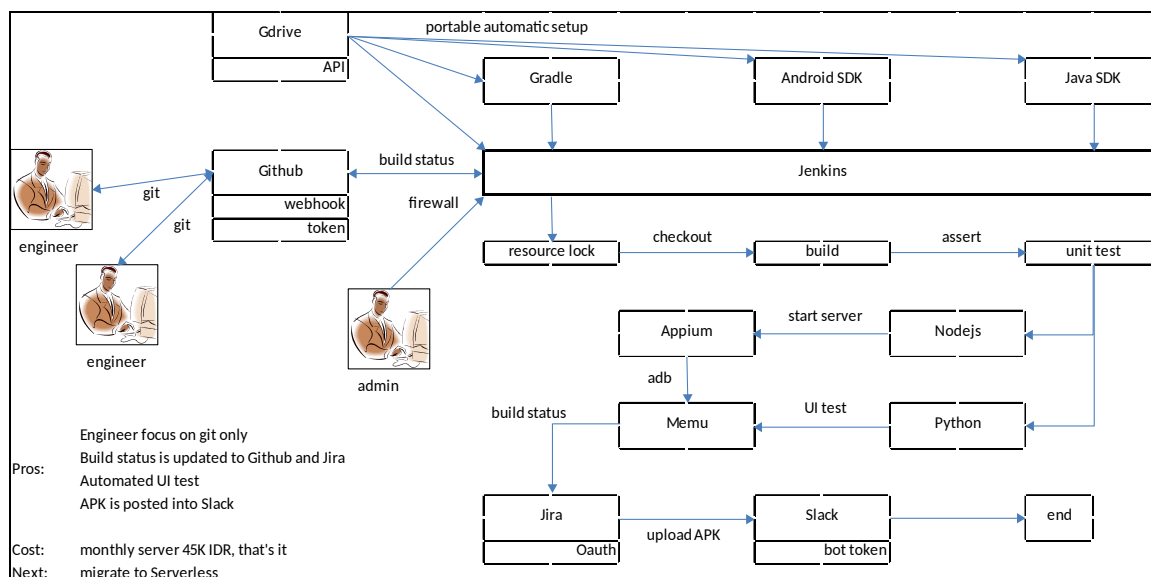 Gdrive
portable automatic setup
API
Gradle
Android SDK
Java SDK
build status
Github
Jenkins
git
webhook
firewall
git
token
engineer
resource lock
checkout
build
assert
unit test
start server
Appium
Nodejs
engineer
admin
adb
build status
UI test
Memu
Python
Engineer focus on git only
Build status is updated to Github and Jira
Pros:
Automated UI test
APK is posted into Slack
Jira
Slack
end
upload APK
Oauth
bot token
Cost: monthly server 45K IDR, that's it
Next: migrate to Serverless